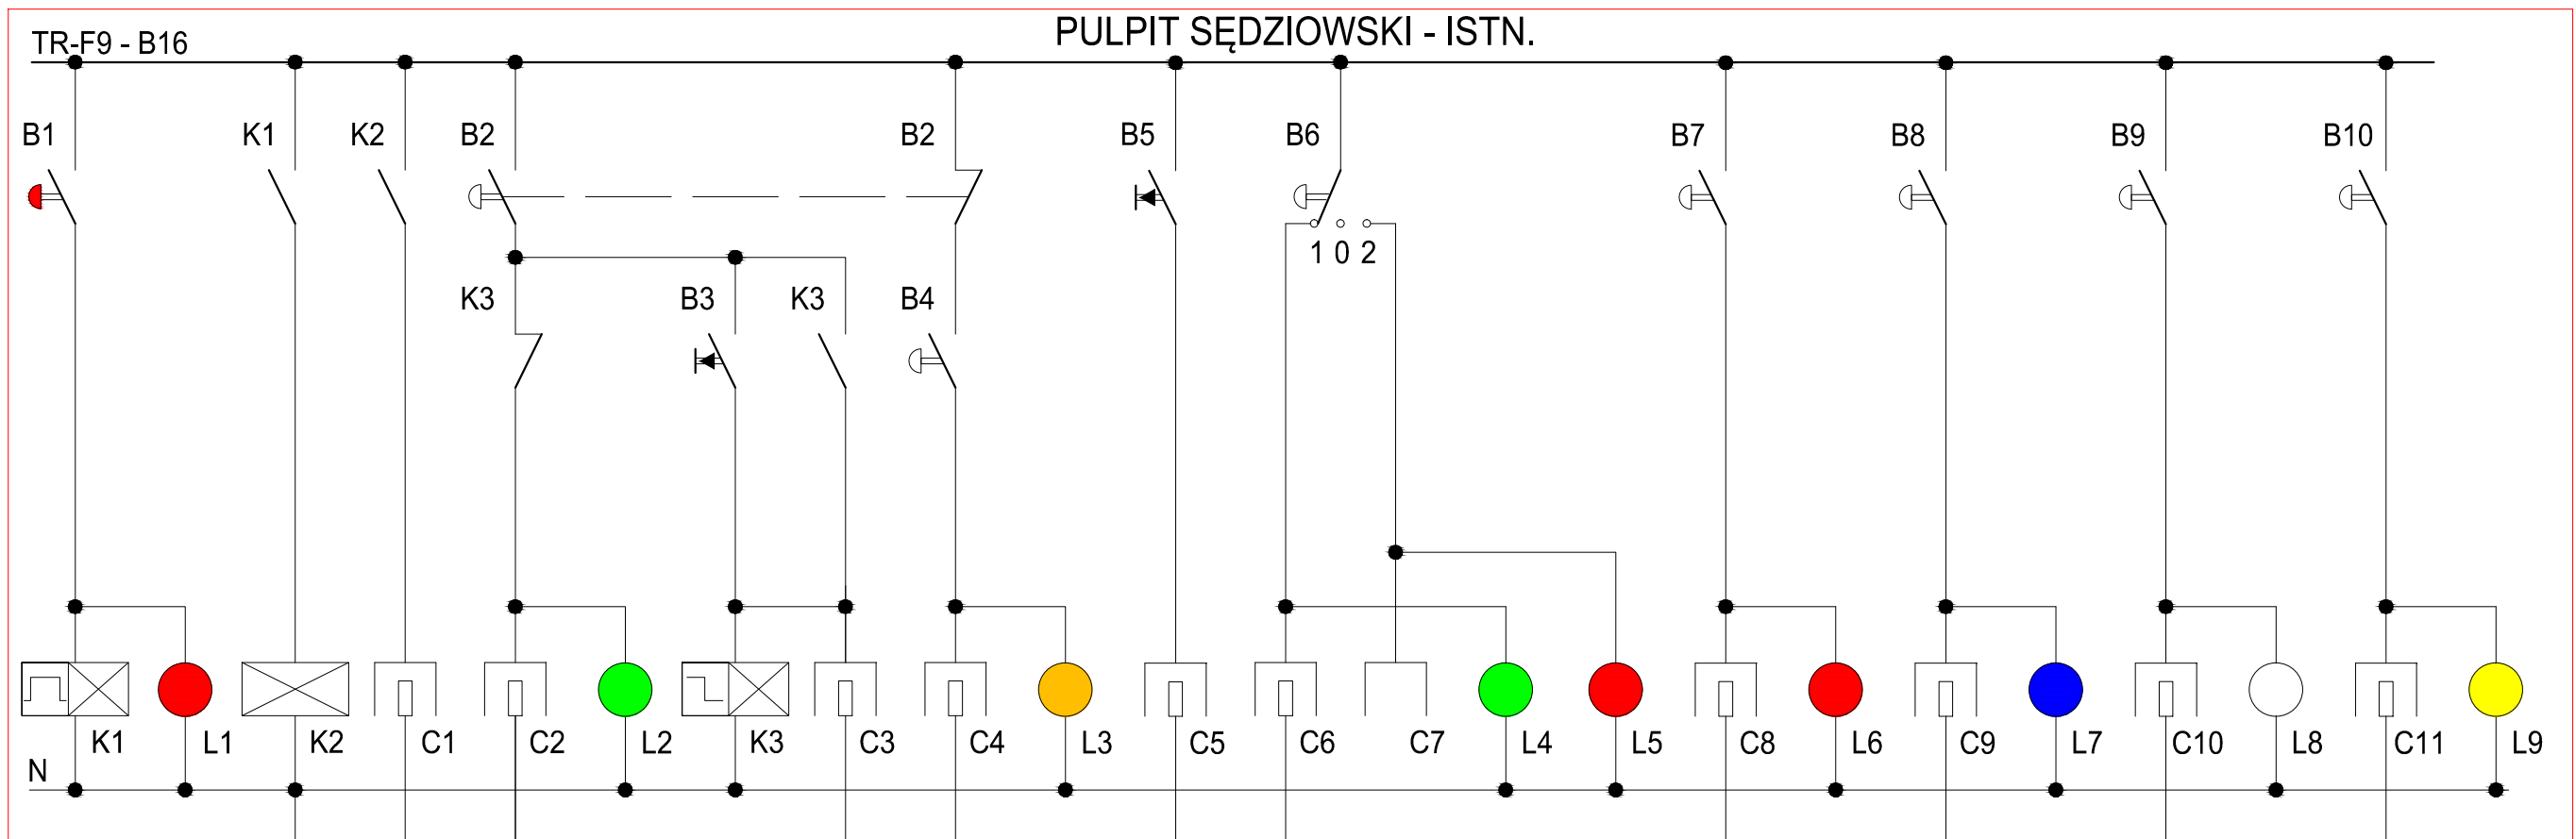 PULPIT SĘDZIOWSKI - ISTN.
TR-F9 - B16
B1 K1 K2 B2 B2 B5 B6 B7 B8 B9 B10
1 0 2
K3 B3 K3 B4
K1 L1 K2 C1 C2 L2 K3 C3 C4 L3 C5 C6 C7 L4 L5 C8 L6 C9 L7 C10 L8 C11 L9
N